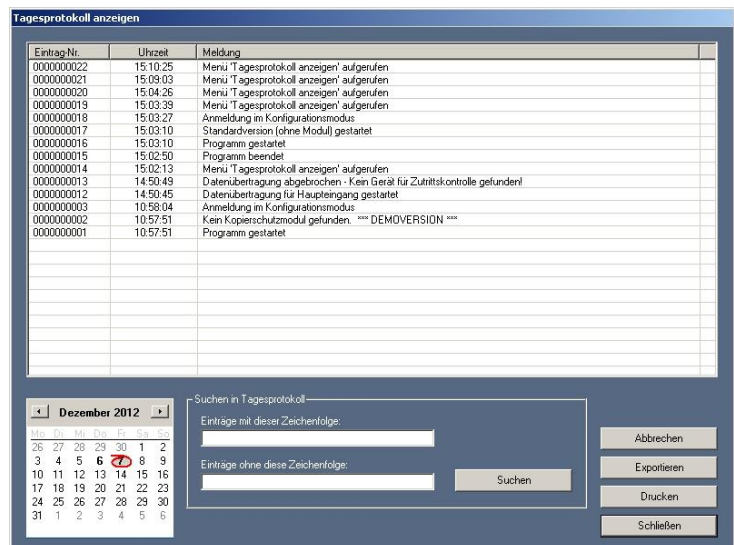 Tagesprotokoll anzeigen
Eintrag-Nr. Uhrzeit Meldung
0000000022 15:10:25 Menü 'Tagesprotokoll anzeigen' aufgerufen
0000000021 15:09:03 Menü 'Tagesprotokoll anzeigen' aufgerufen
0000000020 15:04:26 Menü 'Tagesprotokoll anzeigen' aufgerufen
0000000019 15:03:39 Menü 'Tagesprotokoll anzeigen' aufgerufen
0000000018 15:03:27 Anmeldung im Konfigurationsmodus
0000000017 15:03:10 Standardversion (ohne Modul) gestartet
0000000016 15:03:10 Programm gestartet
0000000015 15:02:50 Programm beendet
0000000014 15:02:13 Menü 'Tagesprotokoll anzeigen' aufgerufen
0000000013 14:50:49 Datenübertragung abgebrochen - Kein Gerät für Zutrittskontrolle gefunden!
0000000012 14:50:45 Datenübertragung für Haupteingang gestartet
0000000003 10:58:04 Anmeldung im Konfigurationsmodus
0000000002 10:57:51 Kein Kopierschutzmodul gefunden. *** DEMOVERSION ***
0000000001 10:57:51 Programm gestartet
Dezember 2012
Mo Di Mi Do Fr Sa So
26 27 28 29 30 1 2
3 4 5 6 7 8 9
10 11 12 13 14 15 16
17 18 19 20 21 22 23
24 25 26 27 28 29 30
31 1 2 3 4 5 6
Suchen in Tagesprotokoll
Einträge mit dieser Zeichenfolge:
Einträge ohne diese Zeichenfolge:
Suchen
Abbrechen
Exportieren
Drucken
Schließen